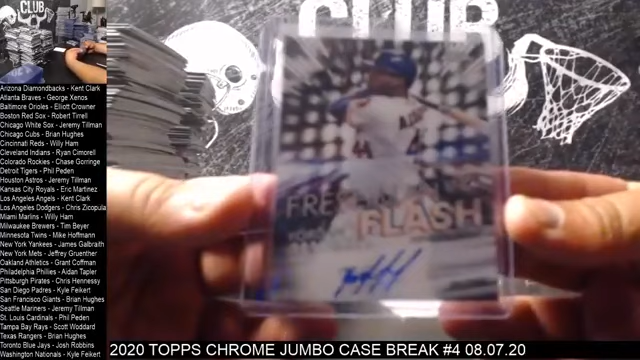 CLUB
CLUB
Arizona Diamondbacks - Kent Clark
Atlanta Braves - George Xenos
Baltimore Orioles - Elliott Crowner
Boston Red Sox - Robert Tirrell
Chicago White Sox - Jeremy Tillman
Chicago Cubs - Brian Hughes
Cincinnati Reds - Willy Ham
Cleveland Indians - Ryan Cimorell
Colorado Rockies - Chase Gorringe
Detroit Tigers - Phil Peden
Houston Astros - Jeremy Tillman
Kansas City Royals - Eric Martinez
Los Angeles Angels - Kent Clark
Los Angeles Dodgers - Chris Zicopula
Miami Marlins - Willy Ham
Milwaukee Brewers - Tim Beyer
Minnesota Twins - Mike Hoffmann
New York Yankees - James Galbraith
New York Mets - Jeffrey Gruenther
Oakland Athletics - Grant Coffman
Philadelphia Phillies - Aidan Tapler
Pittsburgh Pirates - Chris Hennessy
San Diego Padres - Kyle Feikert
San Francisco Giants - Brian Hughes
Seattle Mariners - Jeremy Tillman
St. Louis Cardinals - Phil Peden
Tampa Bay Rays - Scott Woddard
Texas Rangers - Brian Hughes
Toronto Blue Jays - Josh Robbins
Washington Nationals - Kyle Feikert
FLASH
2020 TOPPS CHROME JUMBO CASE BREAK #4 08.07.20